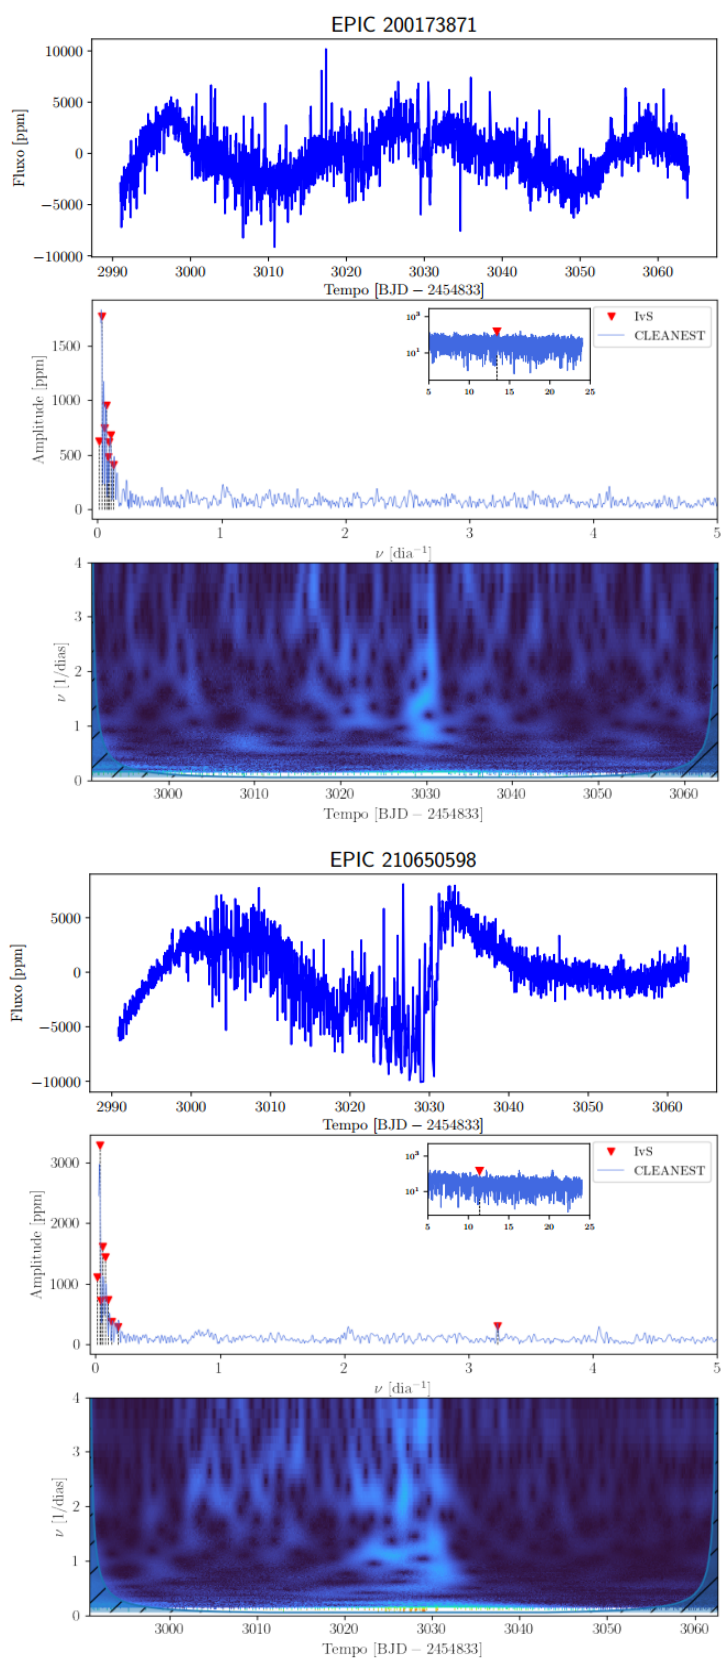 EPIC 200173871
10000
5000
0
−5000
−10000
Fluxo [ppm]
2990 3000 3010 3020 3030 3040 3050 3060
Tempo [BJD − 2454833]
1500
1000
500
0
Amplitude [ppm]
10³
10¹
5 10 15 20 25
IvS
CLEANEST
0 1 2 3 4 5
ν [dia⁻¹]
4
3
2
1
0
ν [1/dias]
3000 3010 3020 3030 3040 3050 3060
Tempo [BJD − 2454833]
EPIC 210650598
5000
0
−5000
−10000
Fluxo [ppm]
2990 3000 3010 3020 3030 3040 3050 3060
Tempo [BJD − 2454833]
3000
2000
1000
0
Amplitude [ppm]
10³
10¹
5 10 15 20 25
IvS
CLEANEST
0 1 2 3 4 5
ν [dia⁻¹]
4
3
2
1
0
ν [1/dias]
3000 3010 3020 3030 3040 3050 3060
Tempo [BJD − 2454833]